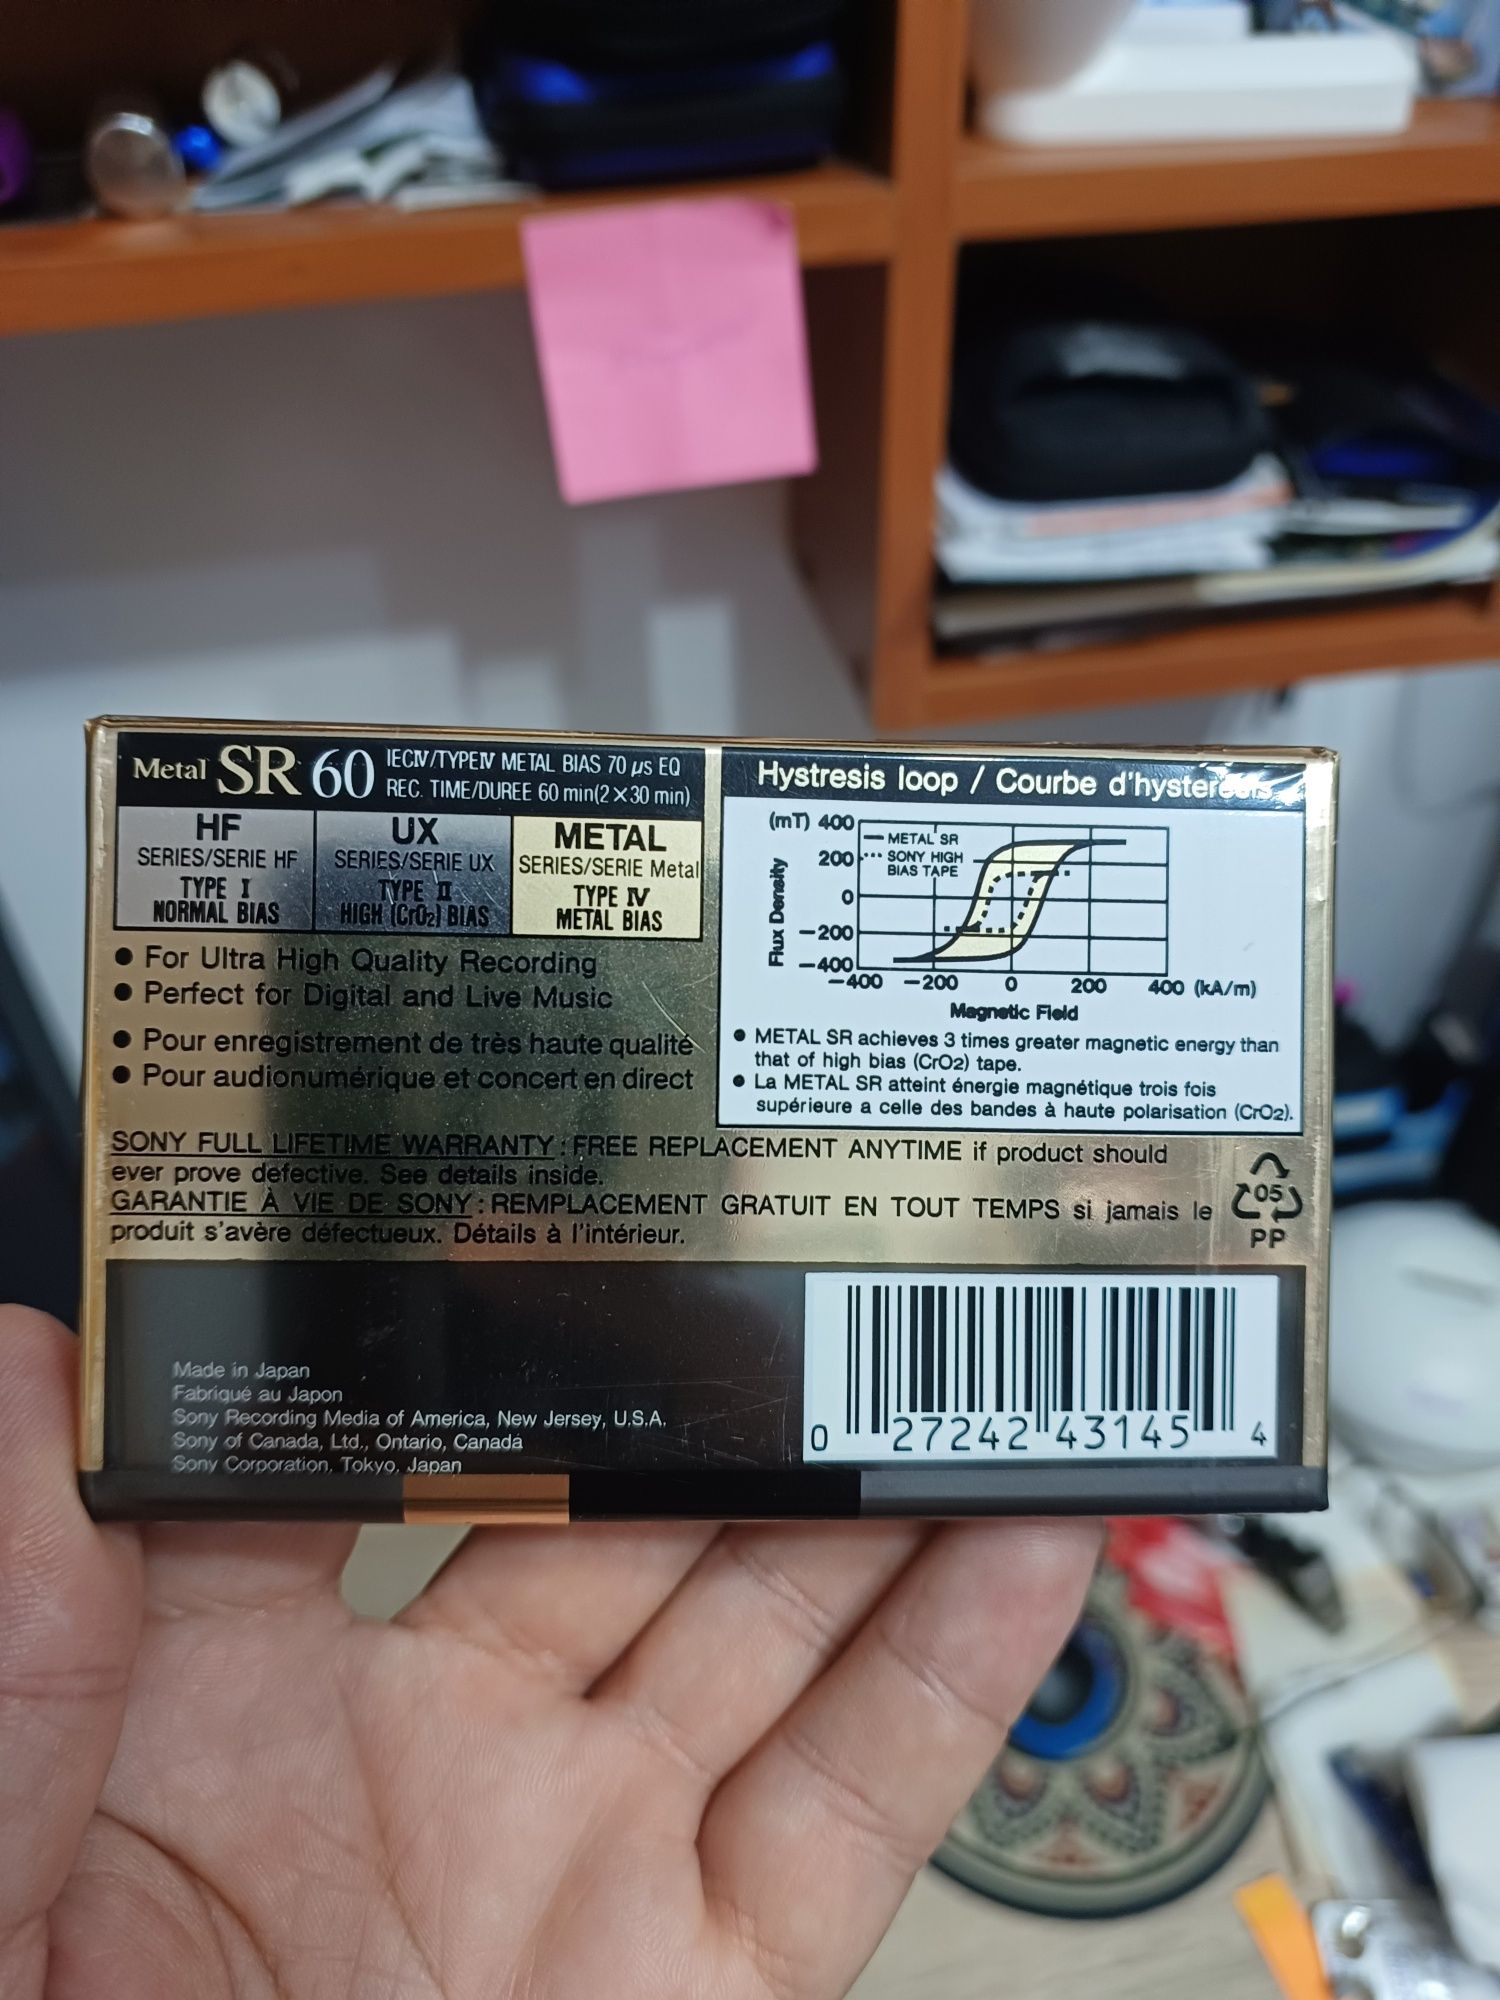 Metal SR 60
IECIV/TYPEIV METAL BIAS 70 µs EQ
REC. TIME/DUREE 60 min(2×30 min)
HF
SERIES/SERIE HF
TYPE I
NORMAL BIAS
UX
SERIES/SERIE UX
TYPE II
HIGH (CrO2) BIAS
METAL
SERIES/SERIE Metal
TYPE IV
METAL BIAS
● For Ultra High Quality Recording
● Perfect for Digital and Live Music
● Pour enregistrement de très haute qualité
● Pour audionumérique et concert en direct
Hystresis loop / Courbe d'hysteresis
(mT) 400
200
0
−200
−400
Flux Density
METAL SR
SONY HIGH
BIAS TAPE
−400 −200 0 200 400 (kA/m)
Magnetic Field
● METAL SR achieves 3 times greater magnetic energy than
that of high bias (CrO2) tape.
● La METAL SR atteint énergie magnétique trois fois
supérieure a celle des bandes à haute polarisation (CrO2).
SONY FULL LIFETIME WARRANTY : FREE REPLACEMENT ANYTIME if product should
ever prove defective. See details inside.
GARANTIE À VIE DE SONY : REMPLACEMENT GRATUIT EN TOUT TEMPS si jamais le
produit s'avère défectueux. Détails à l'intérieur.
05
PP
Made in Japan
Fabriqué au Japon
Sony Recording Media of America, New Jersey, U.S.A.
Sony of Canada, Ltd., Ontario, Canada
Sony Corporation, Tokyo, Japan
0 27242 43145 4